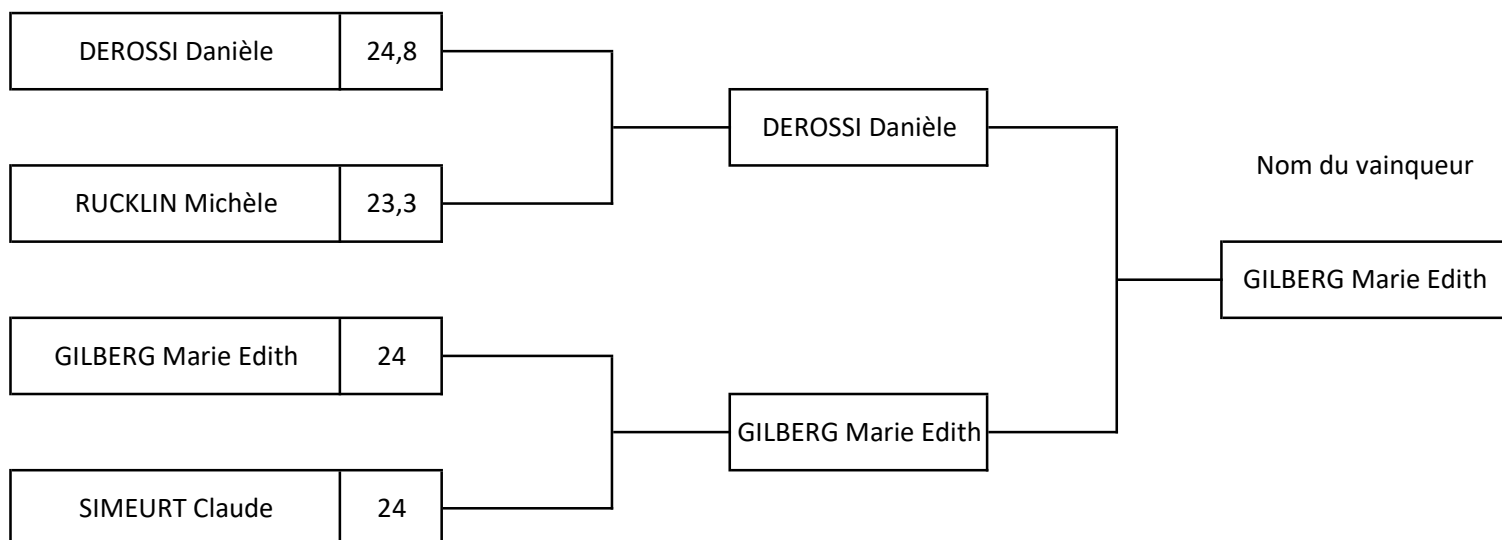 DEROSSI Danièle 24,8
DEROSSI Danièle
Nom du vainqueur
RUCKLIN Michèle 23,3
GILBERG Marie Edith
GILBERG Marie Edith 24
GILBERG Marie Edith
SIMEURT Claude 24